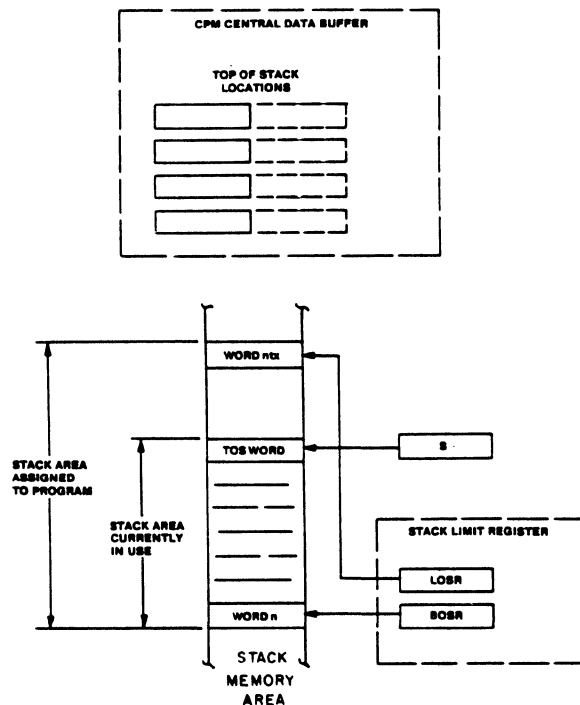 CPM CENTRAL DATA BUFFER
TOP OF STACK
LOCATIONS
WORD ntx
TOS WORD
S
STACK AREA
ASSIGNED
TO PROGRAM
STACK AREA
CURRENTLY
IN USE
STACK LIMIT REGISTER
LOSR
BOSR
WORD n
STACK
MEMORY
AREA